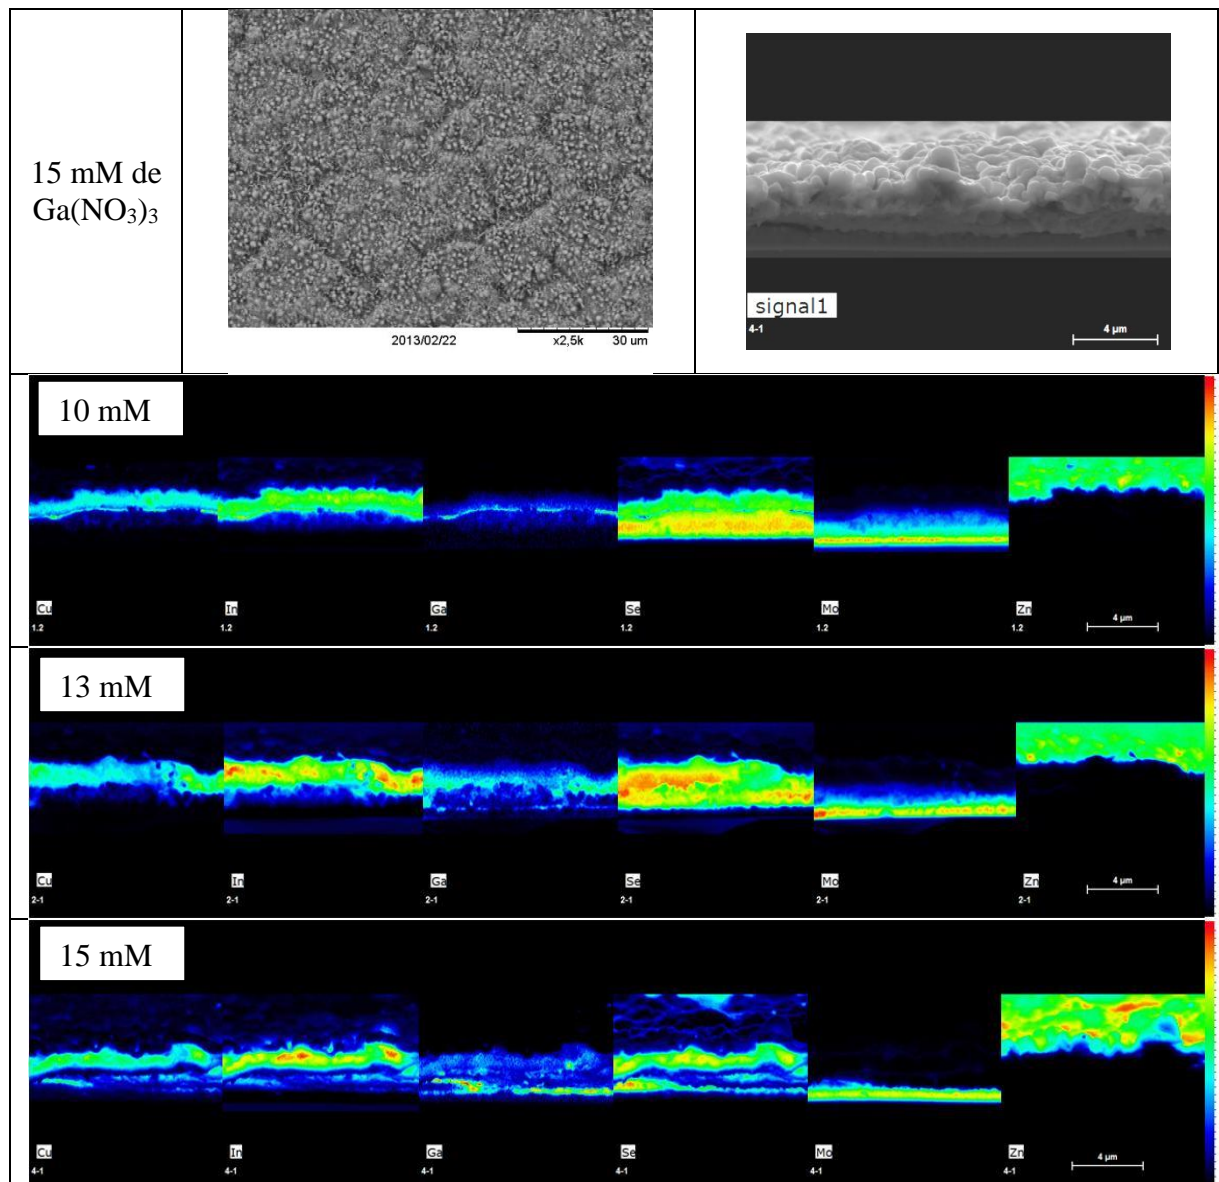 15 mM de
Ga(NO₃)₃
2013/02/22 x2,5k 30 um
signal1
4-1
4 µm
10 mM
Cu In Ga Se Mo Zn
1.2 1.2 1.2 1.2 1.2 1.2 4 µm
13 mM
Cu In Ga Se Mo Zn
2-1 2-1 2-1 2-1 2-1 2-1 4 µm
15 mM
Cu In Ga Se Mo Zn
4-1 4-1 4-1 4-1 4-1 4-1 4 µm